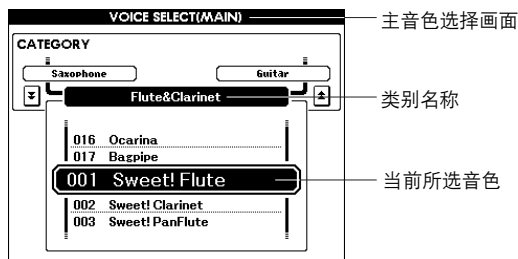 VOICE SELECT(MAIN)
主音色选择画面
CATEGORY
Saxophone
Guitar
Flute&Clarinet
类别名称
016 Ocarina
017 Bagpipe
001 Sweet! Flute
当前所选音色
002 Sweet! Clarinet
003 Sweet! PanFlute